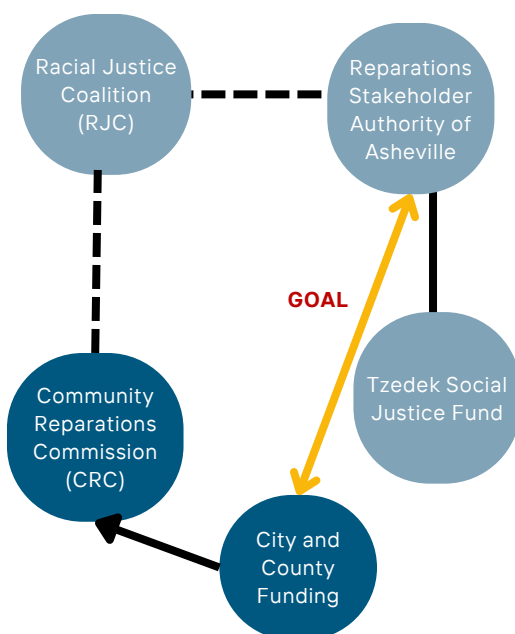 Racial Justice
Coalition
(RJC)
Reparations
Stakeholder
Authority of
Asheville
GOAL
Tzedek Social
Justice Fund
Community
Reparations
Commission
(CRC)
City and
County
Funding